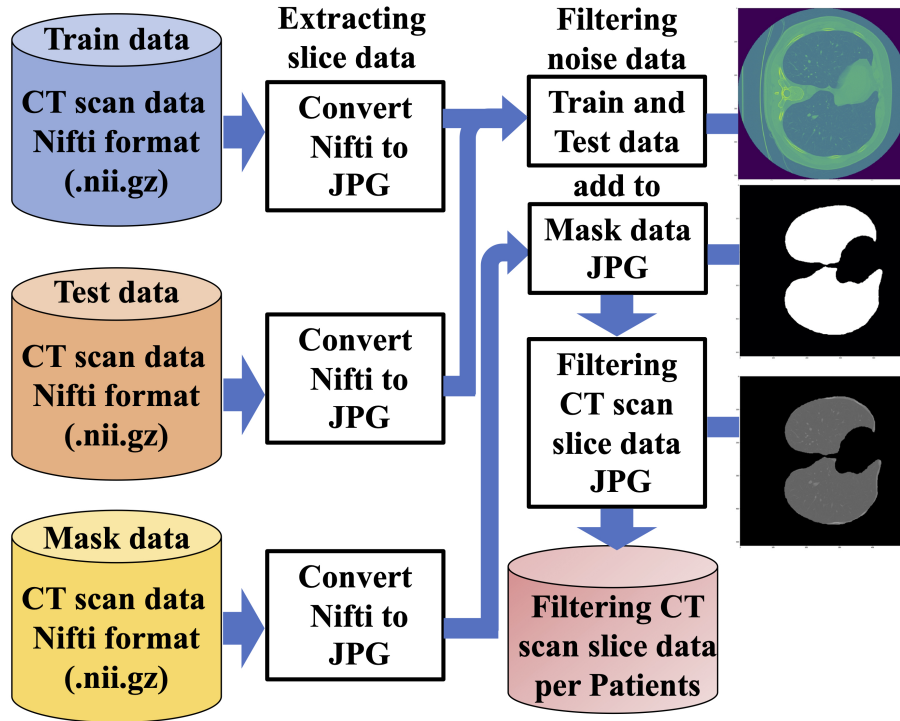 Train data
CT scan data
Nifti format
(.nii.gz)
Extracting
slice data
Convert
Nifti to
JPG
Filtering
noise data
Train and
Test data
add to
Mask data
JPG
Test data
CT scan data
Nifti format
(.nii.gz)
Convert
Nifti to
JPG
Filtering
CT scan
slice data
JPG
Mask data
CT scan data
Nifti format
(.nii.gz)
Convert
Nifti to
JPG
Filtering CT
scan slice data
per Patients